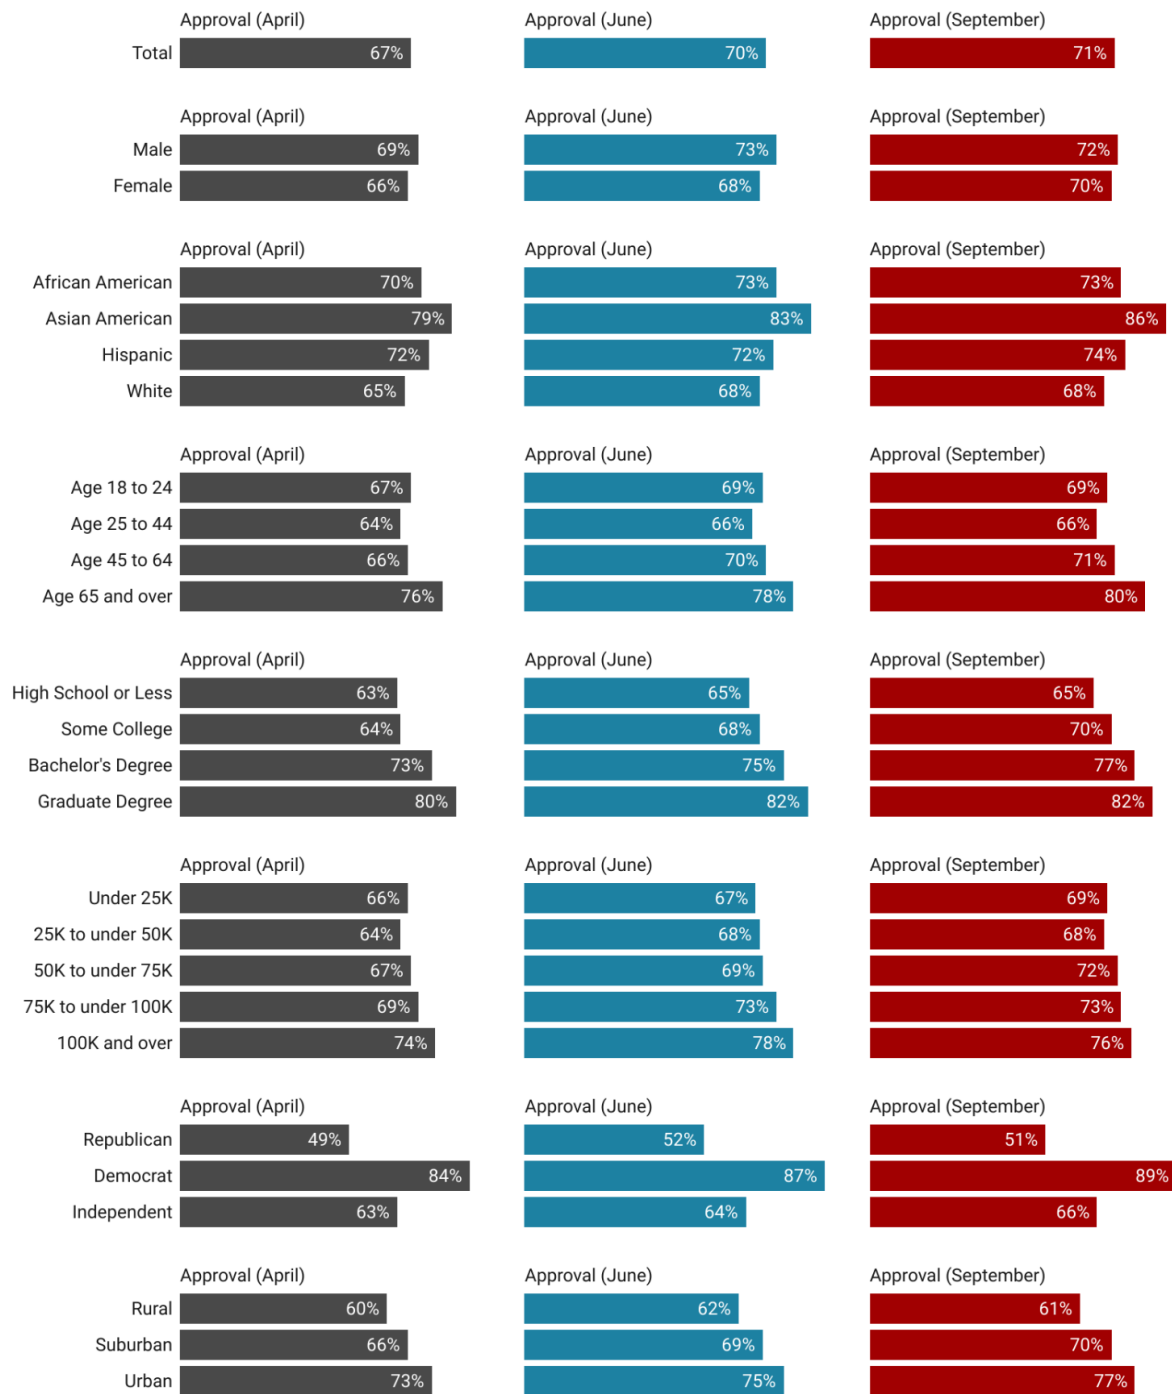 Approval (April) Approval (June) Approval (September)
Total 67% 70% 71%
Approval (April) Approval (June) Approval (September)
Male 69% 73% 72%
Female 66% 68% 70%
Approval (April) Approval (June) Approval (September)
African American 70% 73% 73%
Asian American 79% 83% 86%
Hispanic 72% 72% 74%
White 65% 68% 68%
Approval (April) Approval (June) Approval (September)
Age 18 to 24 67% 69% 69%
Age 25 to 44 64% 66% 66%
Age 45 to 64 66% 70% 71%
Age 65 and over 76% 78% 80%
Approval (April) Approval (June) Approval (September)
High School or Less 63% 65% 65%
Some College 64% 68% 70%
Bachelor's Degree 73% 75% 77%
Graduate Degree 80% 82% 82%
Approval (April) Approval (June) Approval (September)
Under 25K 66% 67% 69%
25K to under 50K 64% 68% 68%
50K to under 75K 67% 69% 72%
75K to under 100K 69% 73% 73%
100K and over 74% 78% 76%
Approval (April) Approval (June) Approval (September)
Republican 49% 52% 51%
Democrat 84% 87% 89%
Independent 63% 64% 66%
Approval (April) Approval (June) Approval (September)
Rural 60% 62% 61%
Suburban 66% 69% 70%
Urban 73% 75% 77%